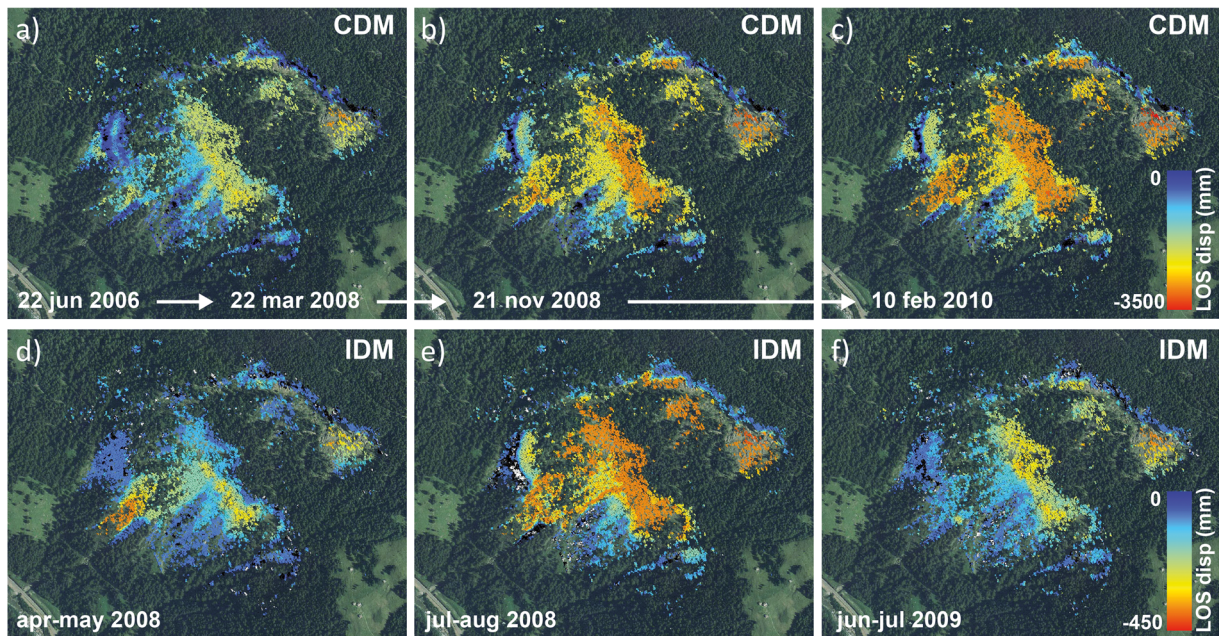 a) CDM
b) CDM
c) CDM
22 jun 2006 22 mar 2008 21 nov 2008 10 feb 2010
0
-3500
LOS disp (mm)
d) IDM
e) IDM
f) IDM
apr-may 2008 jul-aug 2008 jun-jul 2009
0
-450
LOS disp (mm)